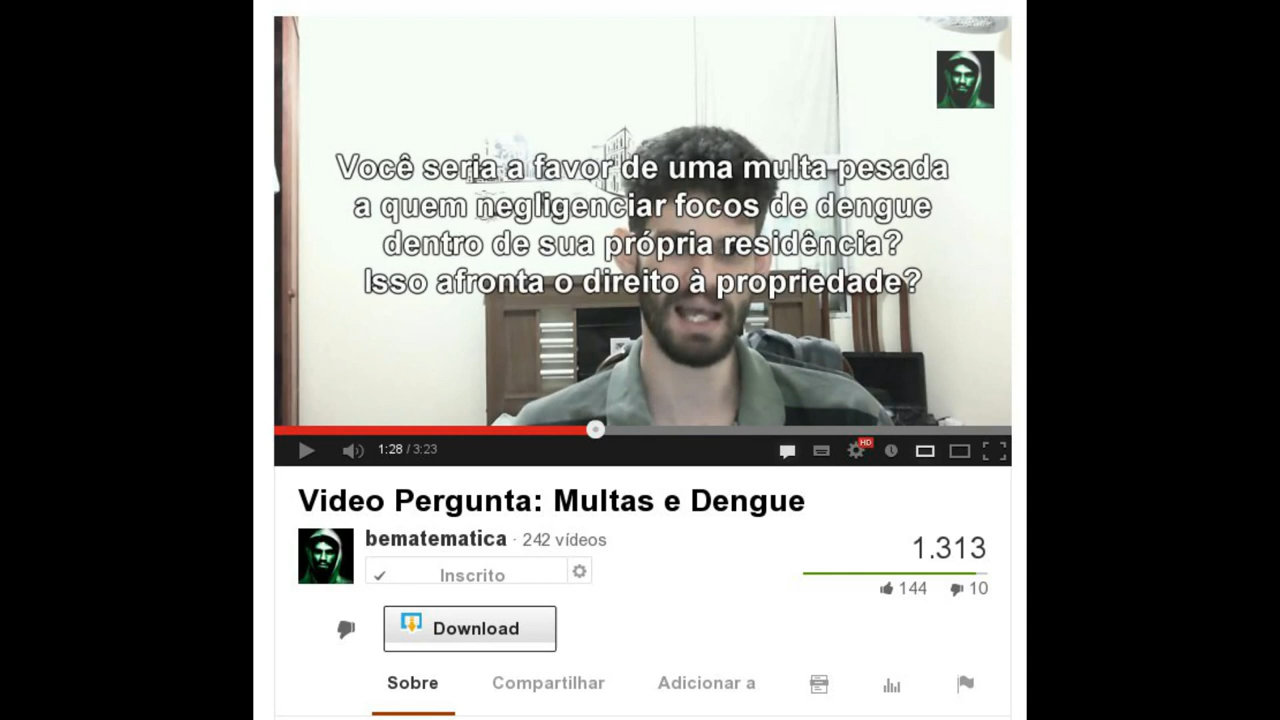 Você seria a favor de uma multa pesada
a quem negligenciar focos de dengue
dentro de sua própria residência?
Isso afronta o direito à propriedade?
1:28 / 3:23
HD
Video Pergunta: Multas e Dengue
bematematica · 242 vídeos
1.313
Inscrito
144 10
Download
Sobre Compartilhar Adicionar a